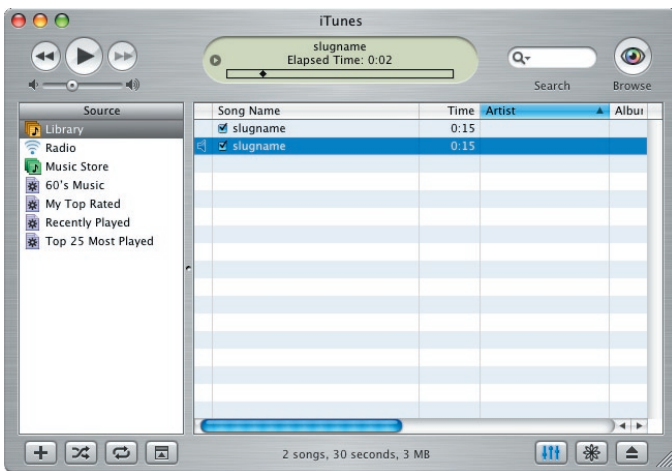 iTunes
slugname
Elapsed Time: 0:02
Search
Browse
Source
Library
Radio
Music Store
60's Music
My Top Rated
Recently Played
Top 25 Most Played
Song Name Time Artist Albur
slugname 0:15
slugname 0:15
2 songs, 30 seconds, 3 MB